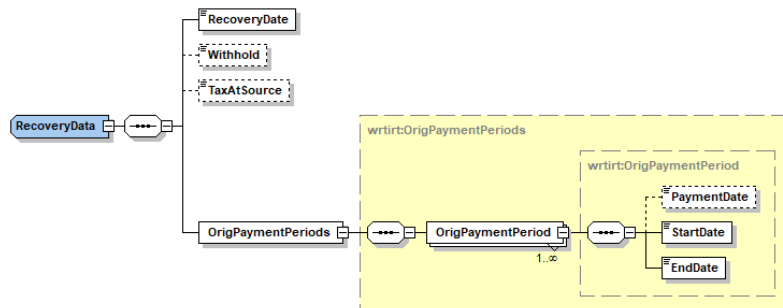 RecoveryDate
Withhold
TaxAtSource
RecoveryData
wrtirt:OrigPaymentPeriods
wrtirt:OrigPaymentPeriod
PaymentDate
OrigPaymentPeriods
OrigPaymentPeriod
StartDate
1..∞
EndDate